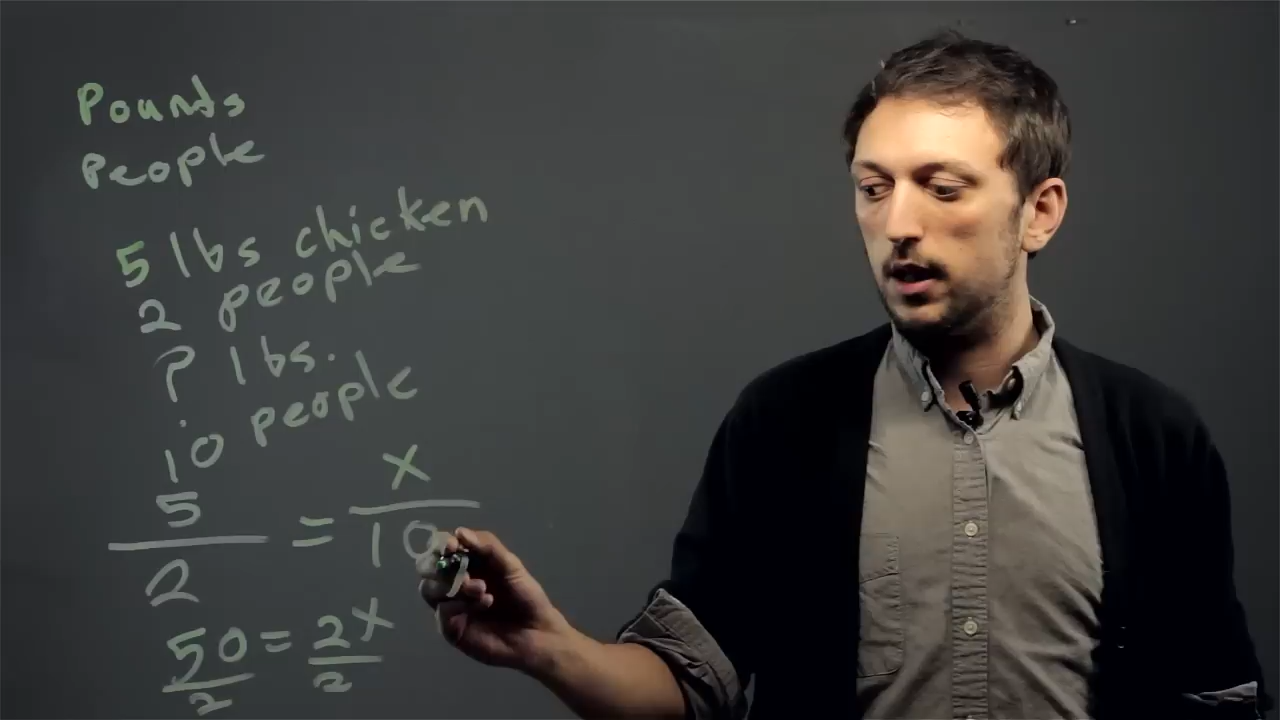 Pounds
People
5 lbs chicken
2 people
? lbs.
10 people
5/2 = x/10
50/2 = 2x/2